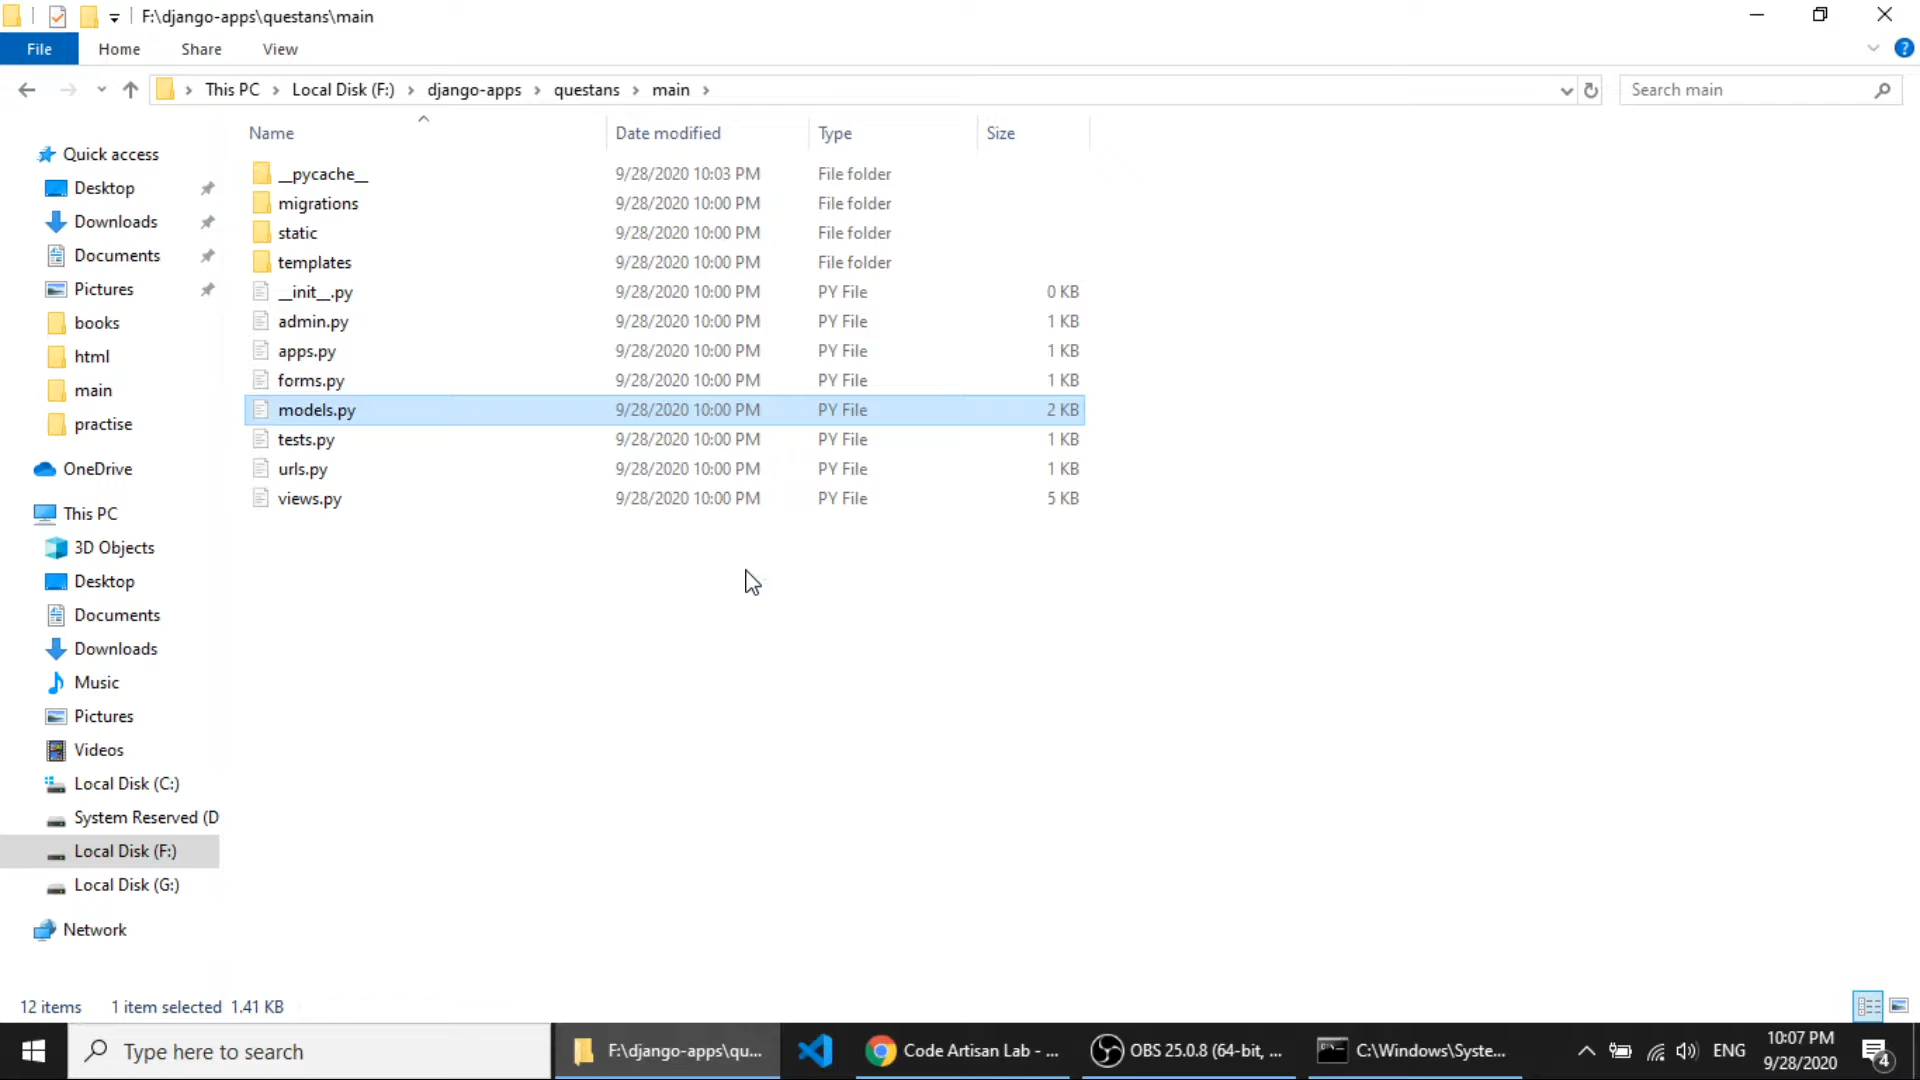 F:\django-apps\questans\main
File Home Share View
This PC Local Disk (F:) django-apps questans main
Search main
Name Date modified Type Size
Quick access
Desktop
Downloads
Documents
Pictures
books
html
main
practise
OneDrive
This PC
3D Objects
Desktop
Documents
Downloads
Music
Pictures
Videos
Local Disk (C:)
System Reserved (D
Local Disk (F:)
Local Disk (G:)
Network
__pycache__ 9/28/2020 10:03 PM File folder
migrations 9/28/2020 10:00 PM File folder
static 9/28/2020 10:00 PM File folder
templates 9/28/2020 10:00 PM File folder
__init__.py 9/28/2020 10:00 PM PY File 0 KB
admin.py 9/28/2020 10:00 PM PY File 1 KB
apps.py 9/28/2020 10:00 PM PY File 1 KB
forms.py 9/28/2020 10:00 PM PY File 1 KB
models.py 9/28/2020 10:00 PM PY File 2 KB
tests.py 9/28/2020 10:00 PM PY File 1 KB
urls.py 9/28/2020 10:00 PM PY File 1 KB
views.py 9/28/2020 10:00 PM PY File 5 KB
12 items 1 item selected 1.41 KB
Type here to search
F:\django-apps\qu...
Code Artisan Lab - ...
OBS 25.0.8 (64-bit, ...
C:\Windows\Syste...
ENG
10:07 PM
9/28/2020
4